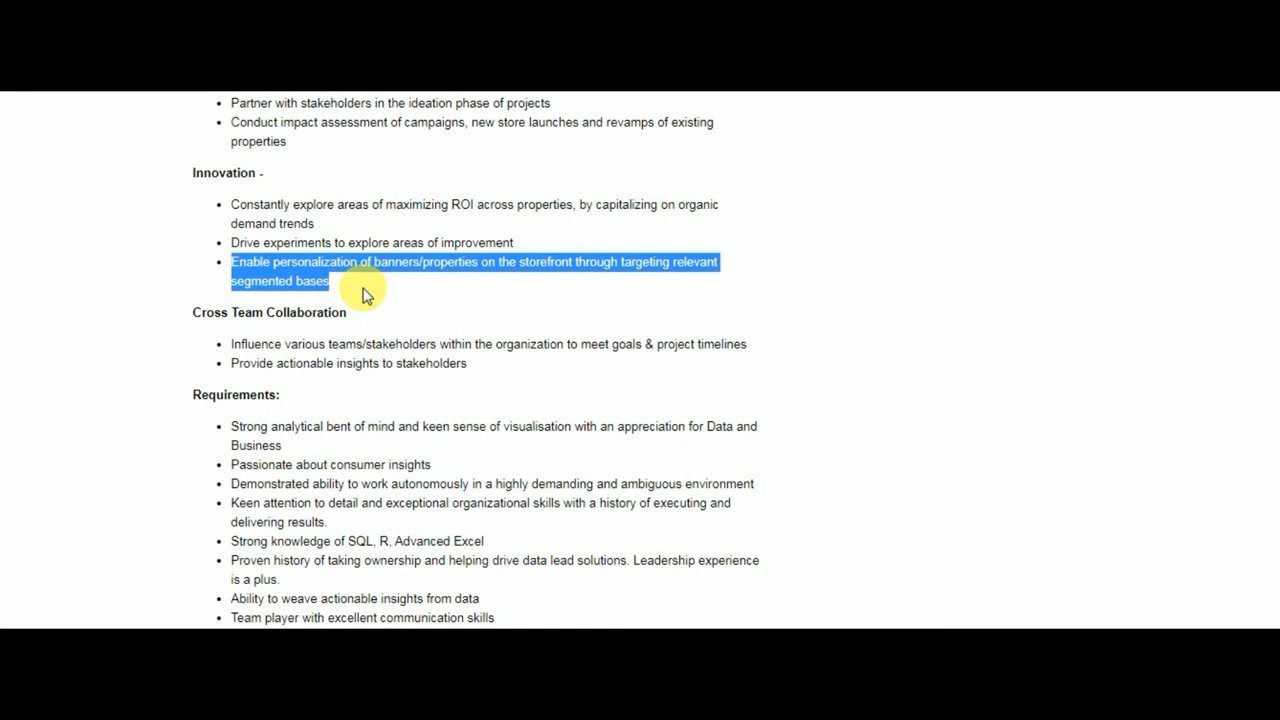 Partner with stakeholders in the ideation phase of projects
Conduct impact assessment of campaigns, new store launches and revamps of existing
properties
Innovation -
Constantly explore areas of maximizing ROI across properties, by capitalizing on organic
demand trends
Drive experiments to explore areas of improvement
Enable personalization of banners/properties on the storefront through targeting relevant
segmented bases
Cross Team Collaboration
Influence various teams/stakeholders within the organization to meet goals & project timelines
Provide actionable insights to stakeholders
Requirements:
Strong analytical bent of mind and keen sense of visualisation with an appreciation for Data and
Business
Passionate about consumer insights
Demonstrated ability to work autonomously in a highly demanding and ambiguous environment
Keen attention to detail and exceptional organizational skills with a history of executing and
delivering results.
Strong knowledge of SQL, R, Advanced Excel
Proven history of taking ownership and helping drive data lead solutions. Leadership experience
is a plus.
Ability to weave actionable insights from data
Team player with excellent communication skills